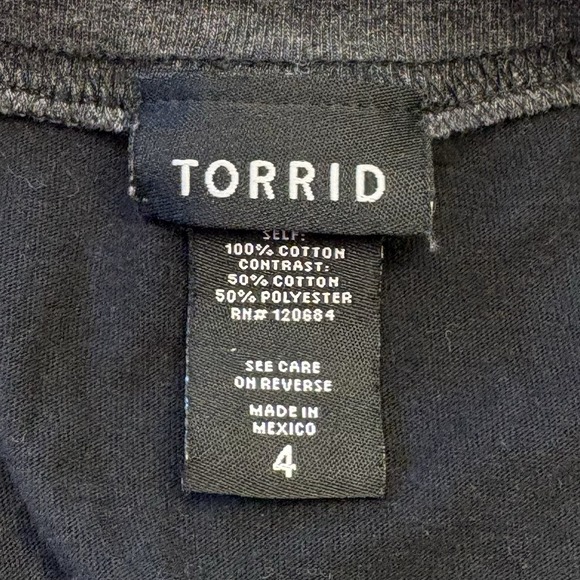 TORRID
SELF:
100% COTTON
CONTRAST:
50% COTTON
50% POLYESTER
RN# 120684
SEE CARE
ON REVERSE
MADE IN
MEXICO
4